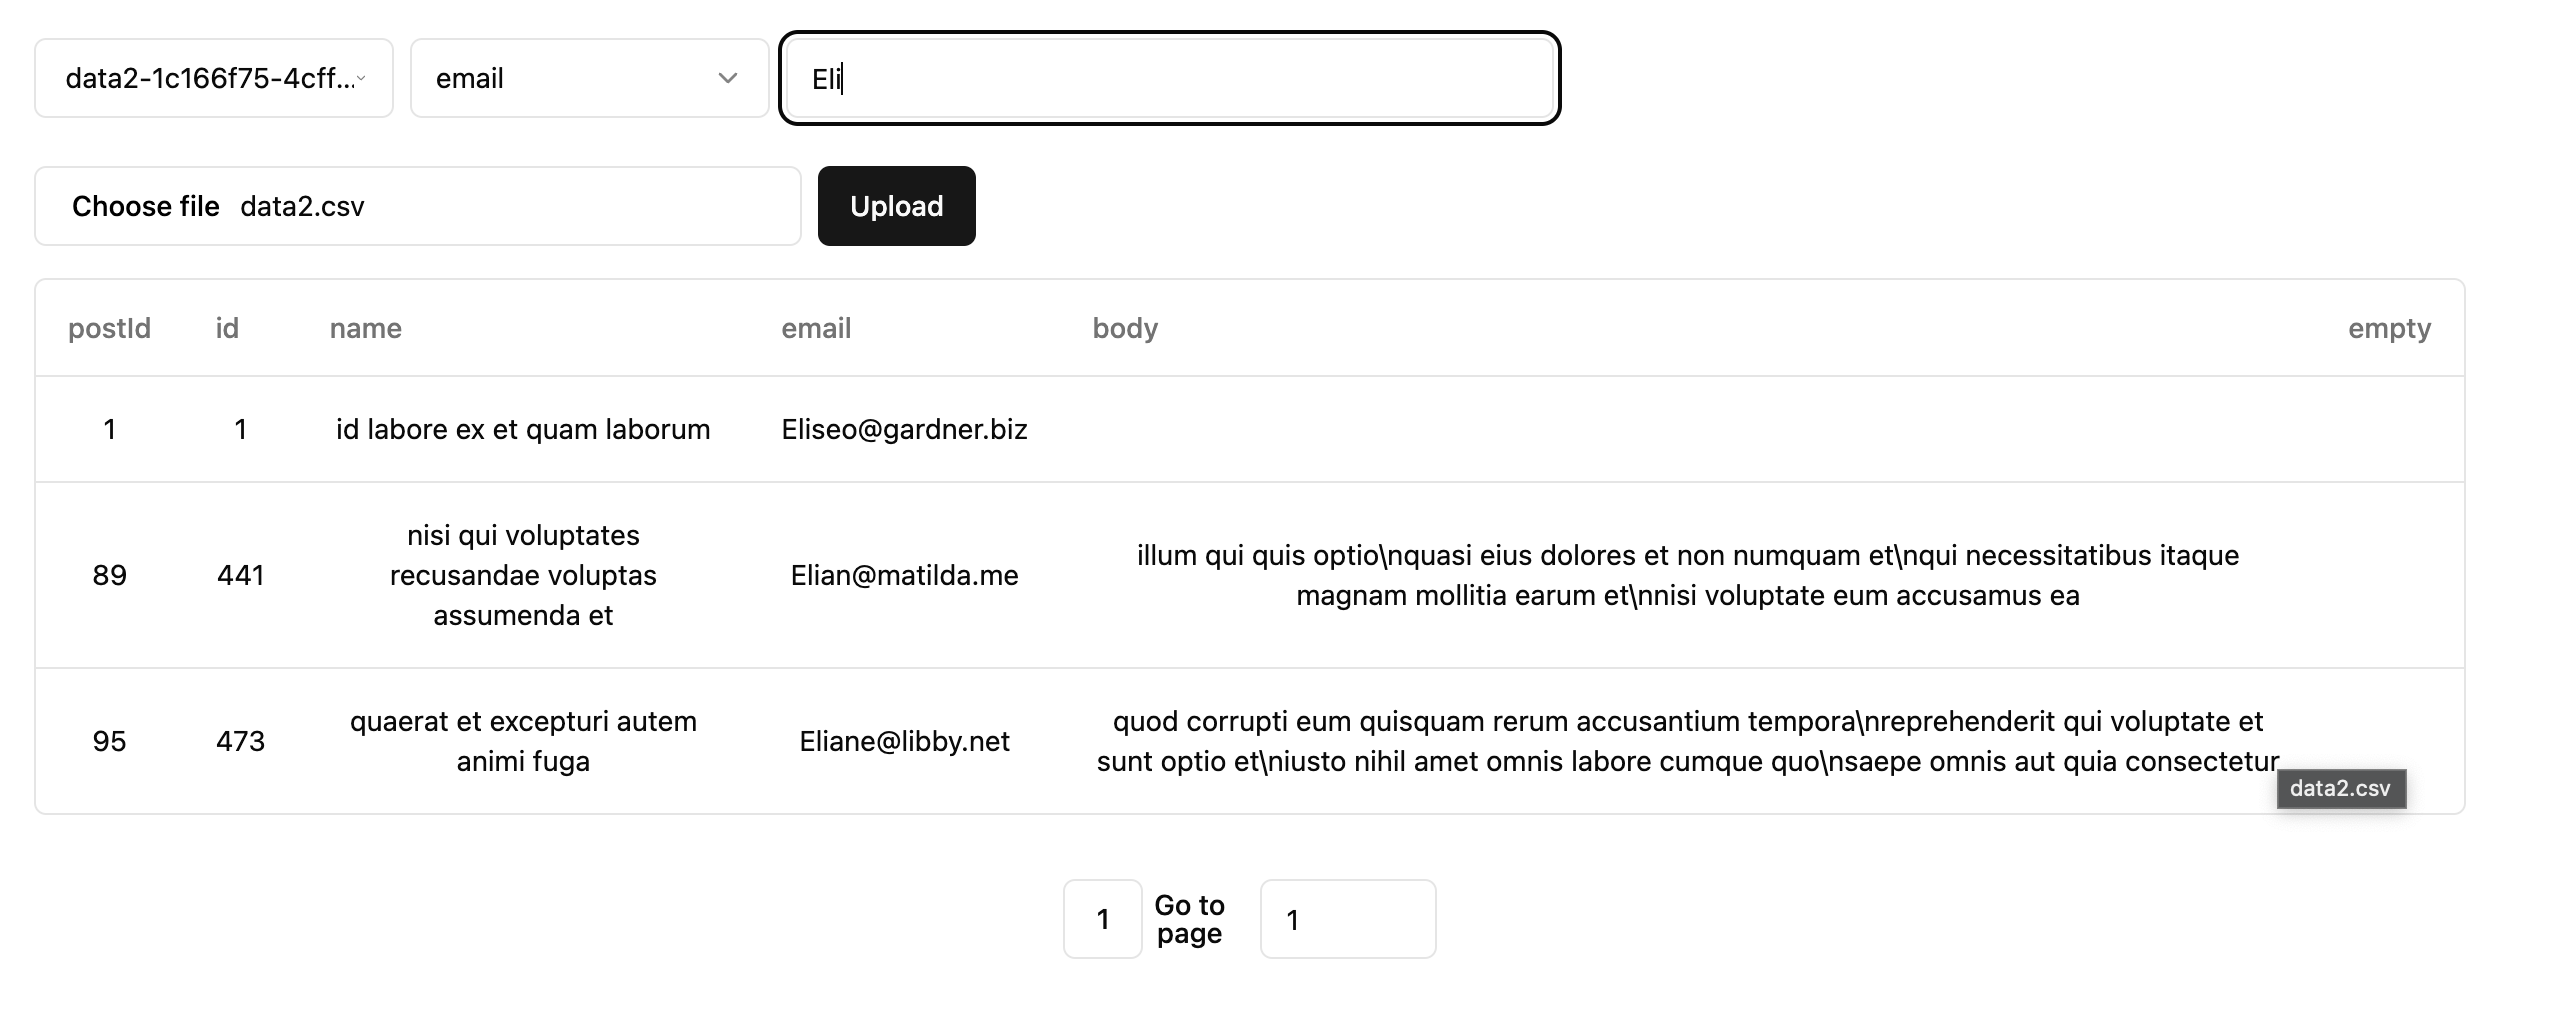 data2-1c166f75-4cff...
email
Eli
Choose file data2.csv
Upload
postId id name email body empty
1 1 id labore ex et quam laborum Eliseo@gardner.biz
89 441 nisi qui voluptates
recusandae voluptas
assumenda et
Elian@matilda.me
illum qui quis optio\nquasi eius dolores et non numquam et\nqui necessitatibus itaque
magnam mollitia earum et\nnisi voluptate eum accusamus ea
95 473 quaerat et excepturi autem
animi fuga
Eliane@libby.net
quod corrupti eum quisquam rerum accusantium tempora\nreprehenderit qui voluptate et
sunt optio et\niusto nihil amet omnis labore cumque quo\nsaepe omnis aut quia consectetur
data2.csv
1
Go to
page
1